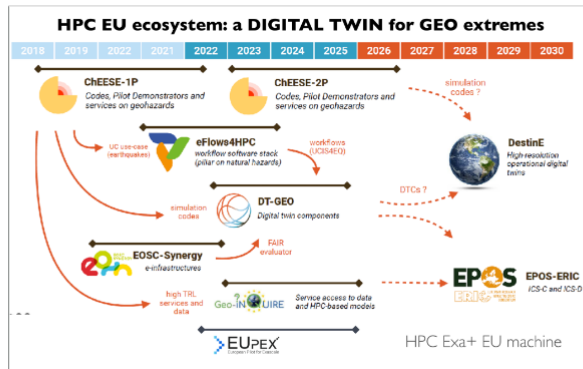 HPC EU ecosystem: a DIGITAL TWIN for GEO extremes
2018 2019 2022 2021 2022 2023 2024 2025 2026 2027 2028 2029 2030
ChEESE-1P
Codes, Pilot Demonstrators and
services on geohazards
ChEESE-2P
Codes, Pilot Demonstrators and
services on geohazards
simulation
codes ?
UC use-case
(earthquakes)
eFlows4HPC
workflow software stack
(pillar on natural hazards)
workflows
(UCIS4EQ)
DestinE
High-resolution
operational digital
twins
simulation
codes
DT-GEO
Digital twin components
DTCs ?
EOSC-Synergy
e-infrastructures
FAIR
evaluator
high TRL
services and
data
Geo-INQUIRE
Service access to data
and HPC-based models
EPOS
ERIC
EPOS-ERIC
ICS-C and ICS-D
EUPEX
European Pilot for Exascale
HPC Exa+ EU machine